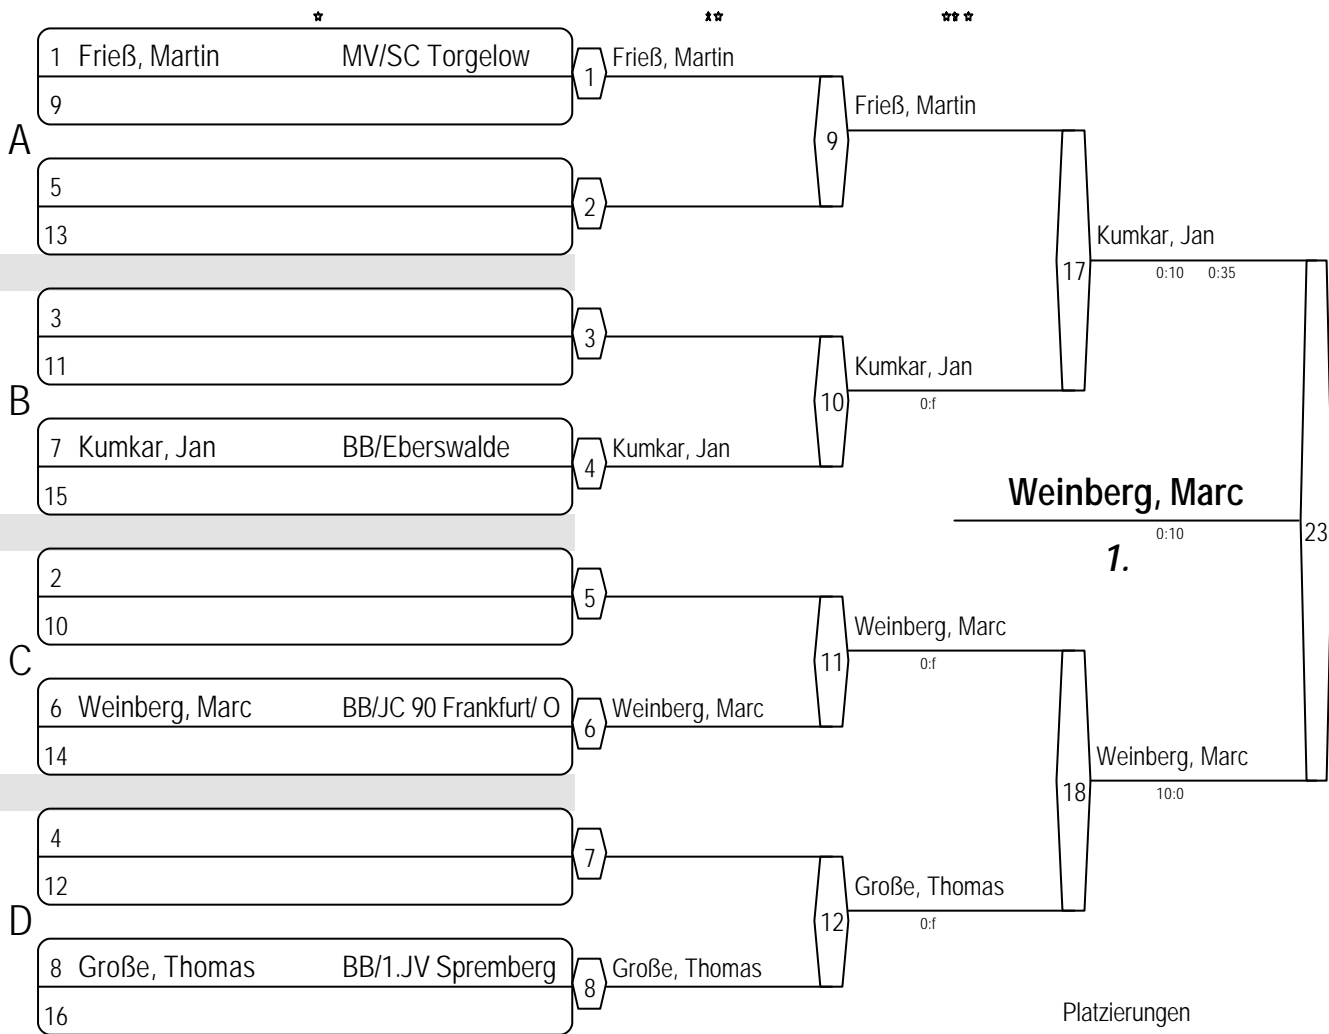 1 Frieß, Martin MV/SC Torgelow
9
A
5
13
3
11
B
7 Kumkar, Jan BB/Eberswalde
15
2
10
C
6 Weinberg, Marc BB/JC 90 Frankfurt/ O
14
4
12
D
8 Große, Thomas BB/1.JV Spremberg
16
1 Frieß, Martin
2
3
4 Kumkar, Jan
5
6 Weinberg, Marc
7
8 Große, Thomas
9 Frieß, Martin
10 Kumkar, Jan
0:f
11 Weinberg, Marc
0:f
12 Große, Thomas
0:f
17 Kumkar, Jan
0:10 0:35
18 Weinberg, Marc
10:0
Weinberg, Marc
0:10
1.
23
Platzierungen